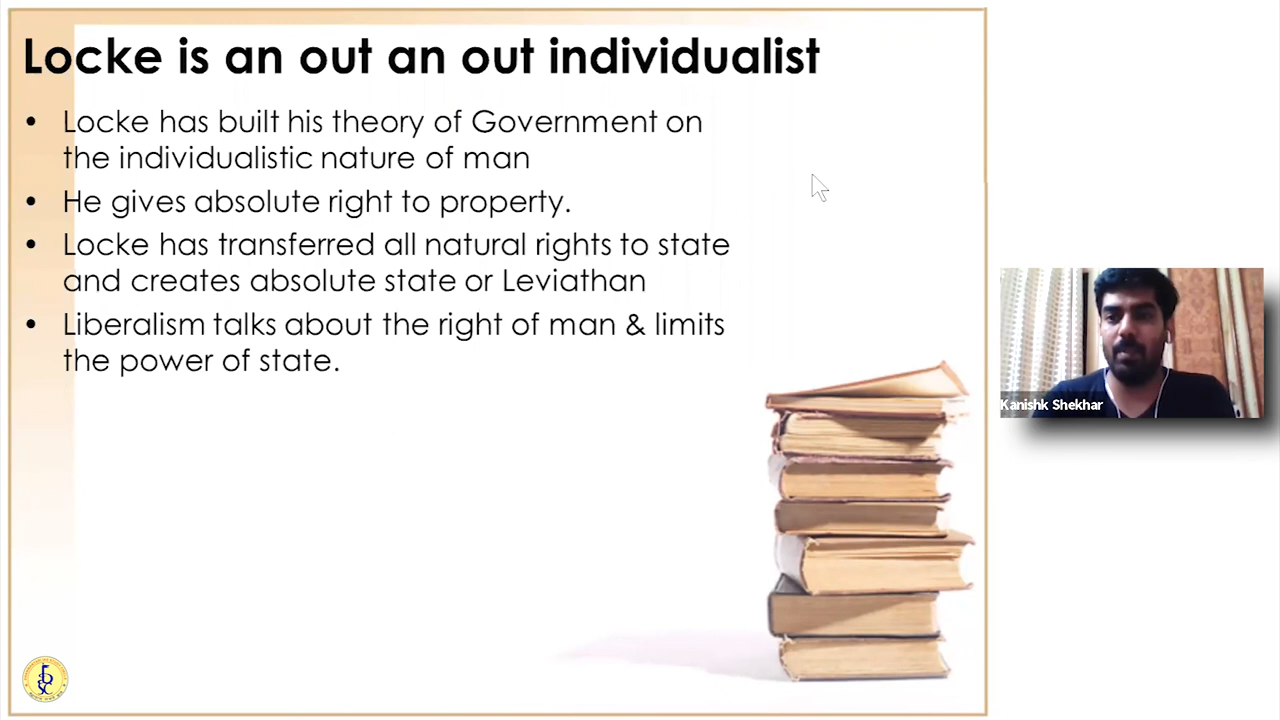 Locke is an out an out individualist
• Locke has built his theory of Government on
the individualistic nature of man
• He gives absolute right to property.
• Locke has transferred all natural rights to state
and creates absolute state or Leviathan
• Liberalism talks about the right of man & limits
the power of state.
Kanishk Shekhar